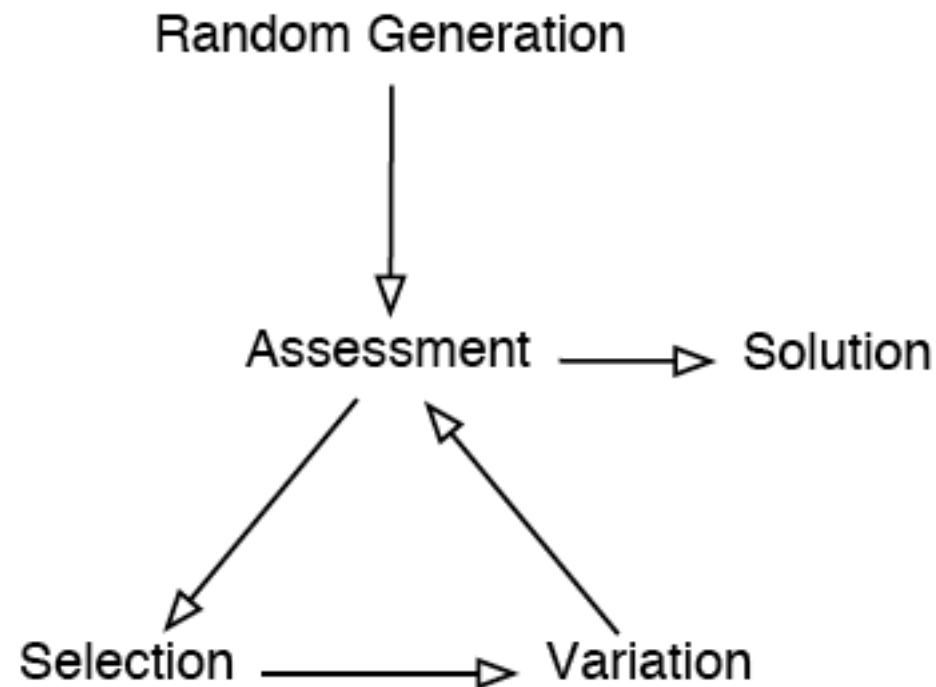 Random Generation
Assessment
Solution
Selection
Variation